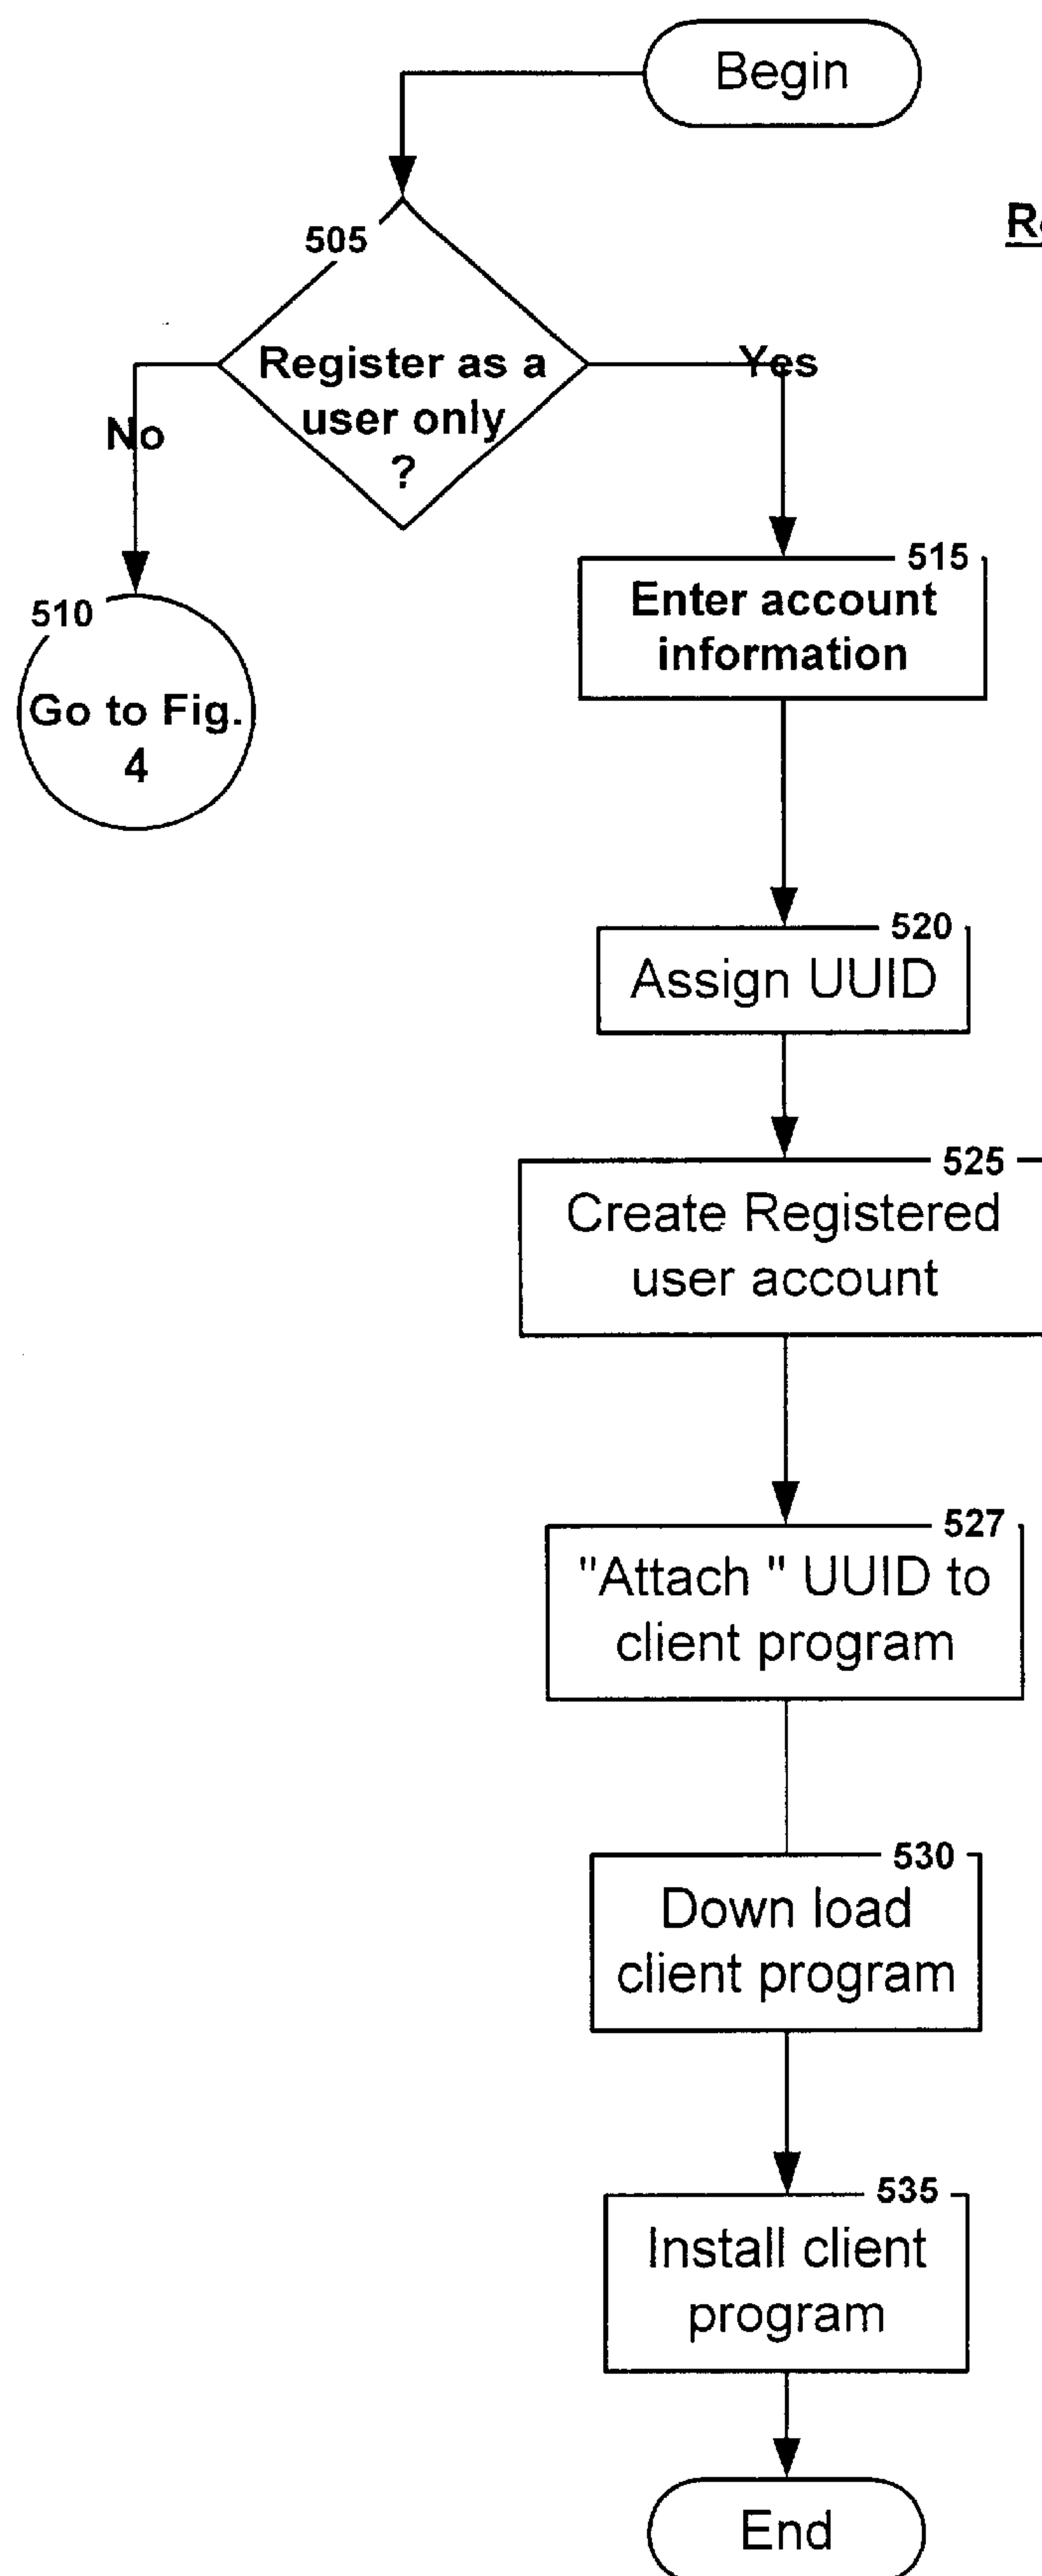 Begin
505
Register as a
user only
?
Yes
No
515
Enter account
information
510
Go to Fig.
4
520
Assign UUID
525
Create Registered
user account
527
"Attach " UUID to
client program
530
Down load
client program
535
Install client
program
End